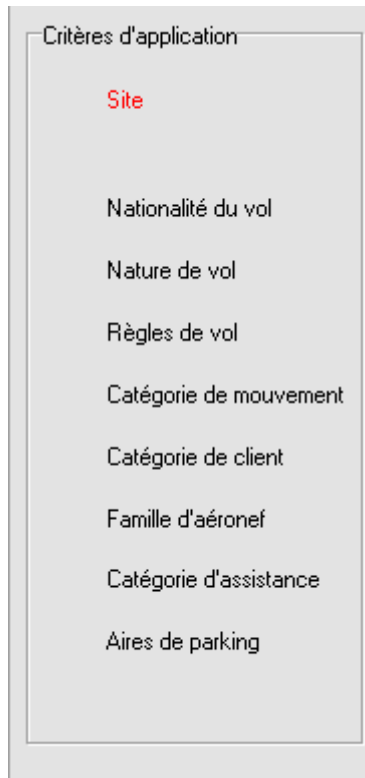 Critères d'application
Site
Nationalité du vol
Nature de vol
Règles de vol
Catégorie de mouvement
Catégorie de client
Famille d'aéronef
Catégorie d'assistance
Aires de parking